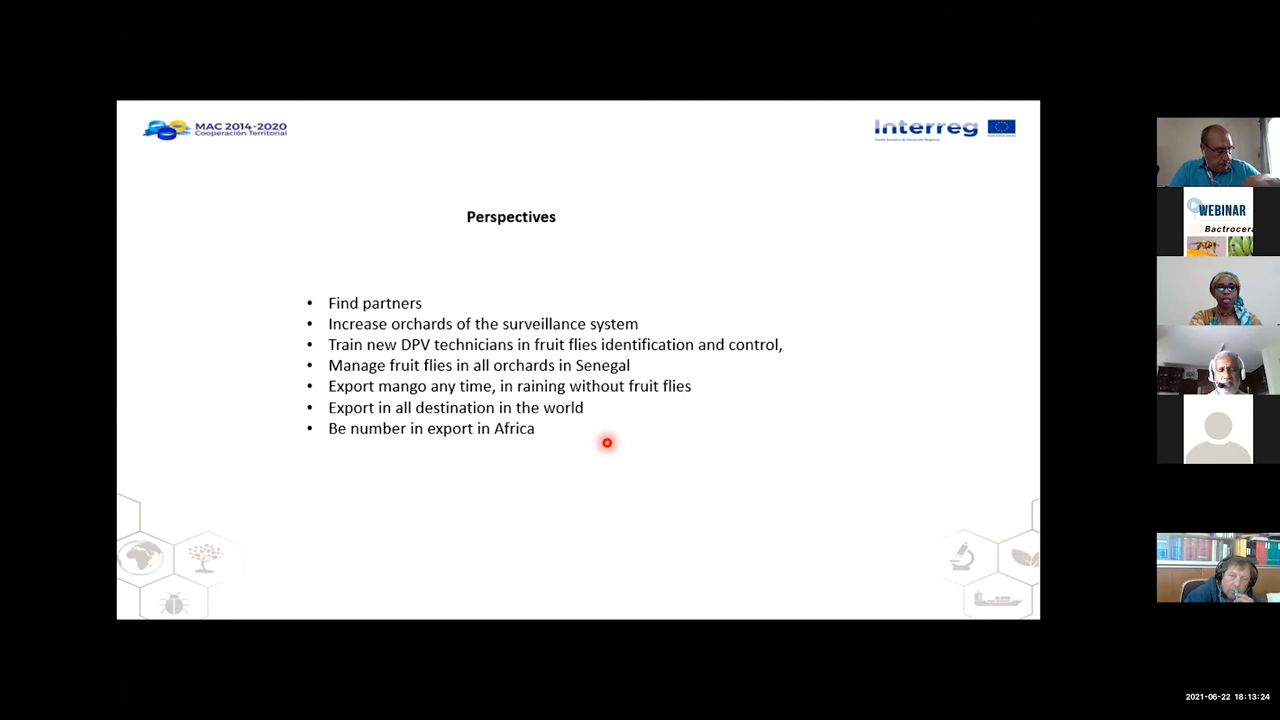 MAC 2014-2020
Cooperación Territorial
Interreg
Perspectives
• Find partners
• Increase orchards of the surveillance system
• Train new DPV technicians in fruit flies identification and control,
• Manage fruit flies in all orchards in Senegal
• Export mango any time, in raining without fruit flies
• Export in all destination in the world
• Be number in export in Africa
WEBINAR
Bactrocera
2021-06-22 18:13:24